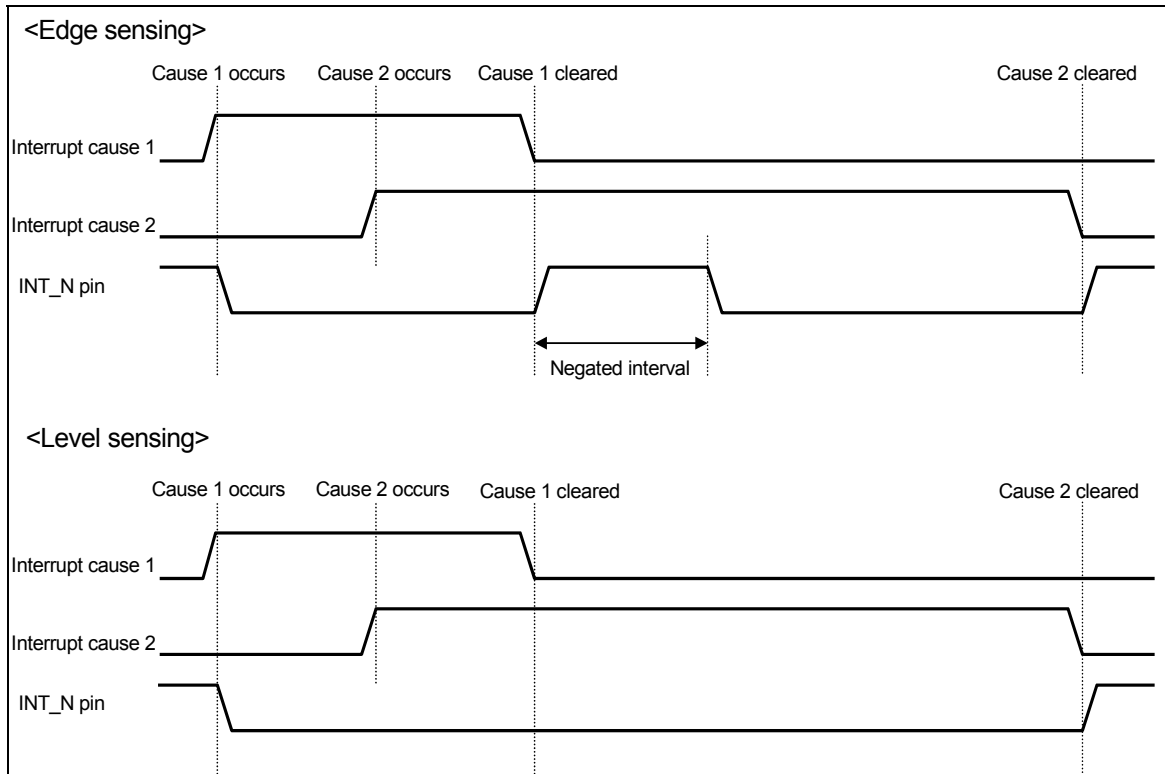 <Edge sensing>
Cause 1 occurs Cause 2 occurs Cause 1 cleared Cause 2 cleared
Interrupt cause 1
Interrupt cause 2
INT_N pin
Negated interval
<Level sensing>
Cause 1 occurs Cause 2 occurs Cause 1 cleared Cause 2 cleared
Interrupt cause 1
Interrupt cause 2
INT_N pin